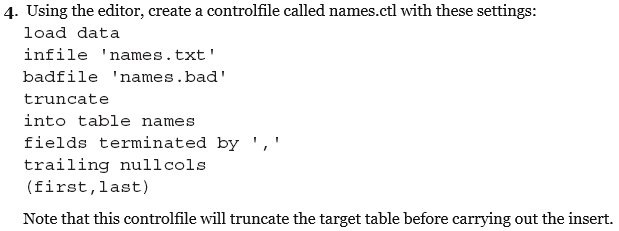 4. Using the editor, create a controlfile called names.ctl with these settings:
load data
infile 'names.txt'
badfile 'names.bad'
truncate
into table names
fields terminated by ','
trailing nullcols
(first,last)
Note that this controlfile will truncate the target table before carrying out the insert.